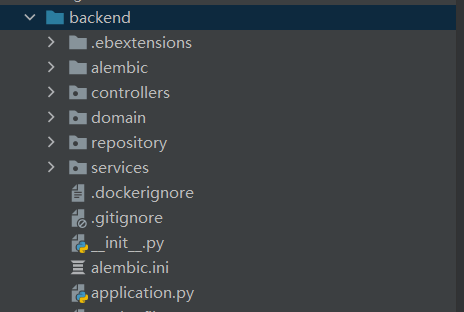 backend
.ebextensions
alembic
controllers
domain
repository
services
.dockerignore
.gitignore
__init__.py
alembic.ini
application.py